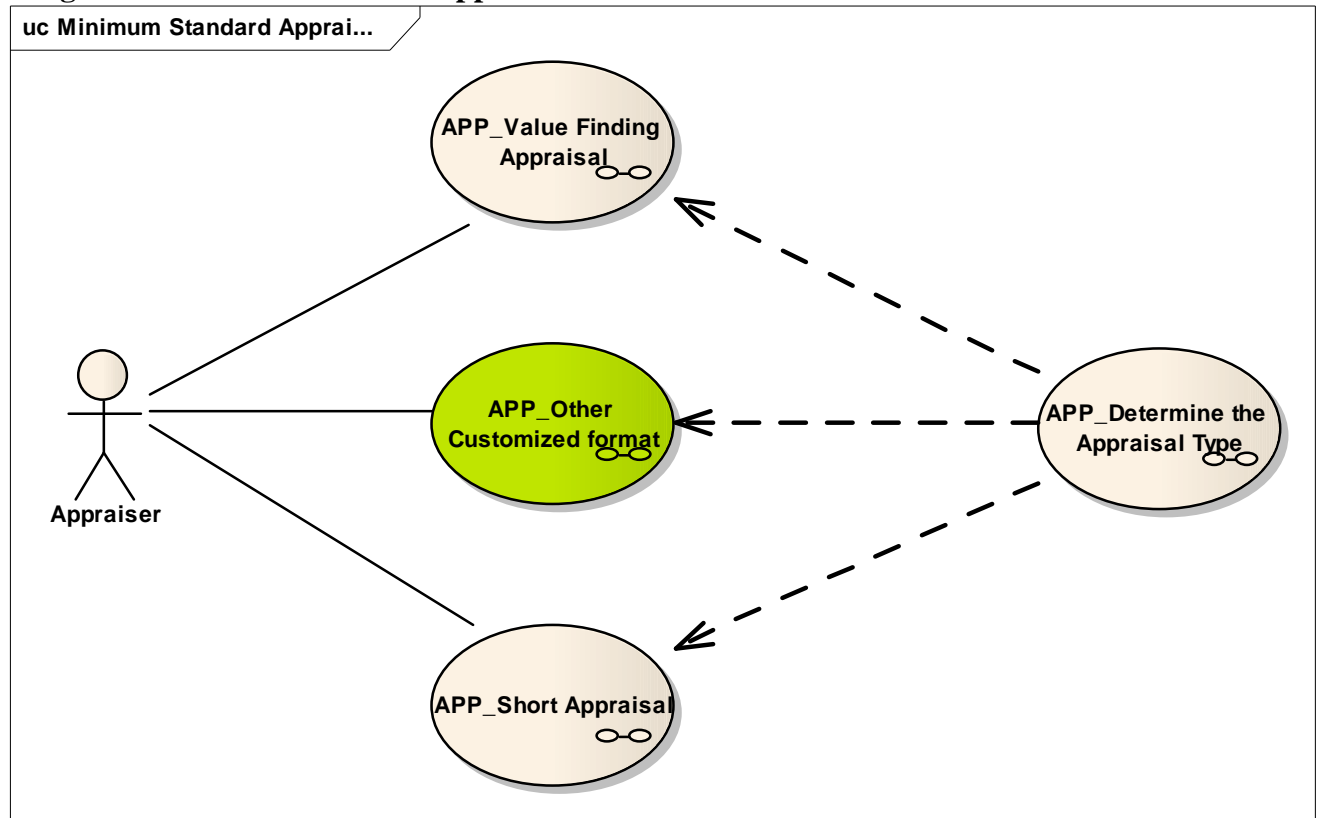 uc Minimum Standard Apprai...
APP_Value Finding
Appraisal
APP_Other
Customized format
APP_Determine the
Appraisal Type
Appraiser
APP_Short Appraisal